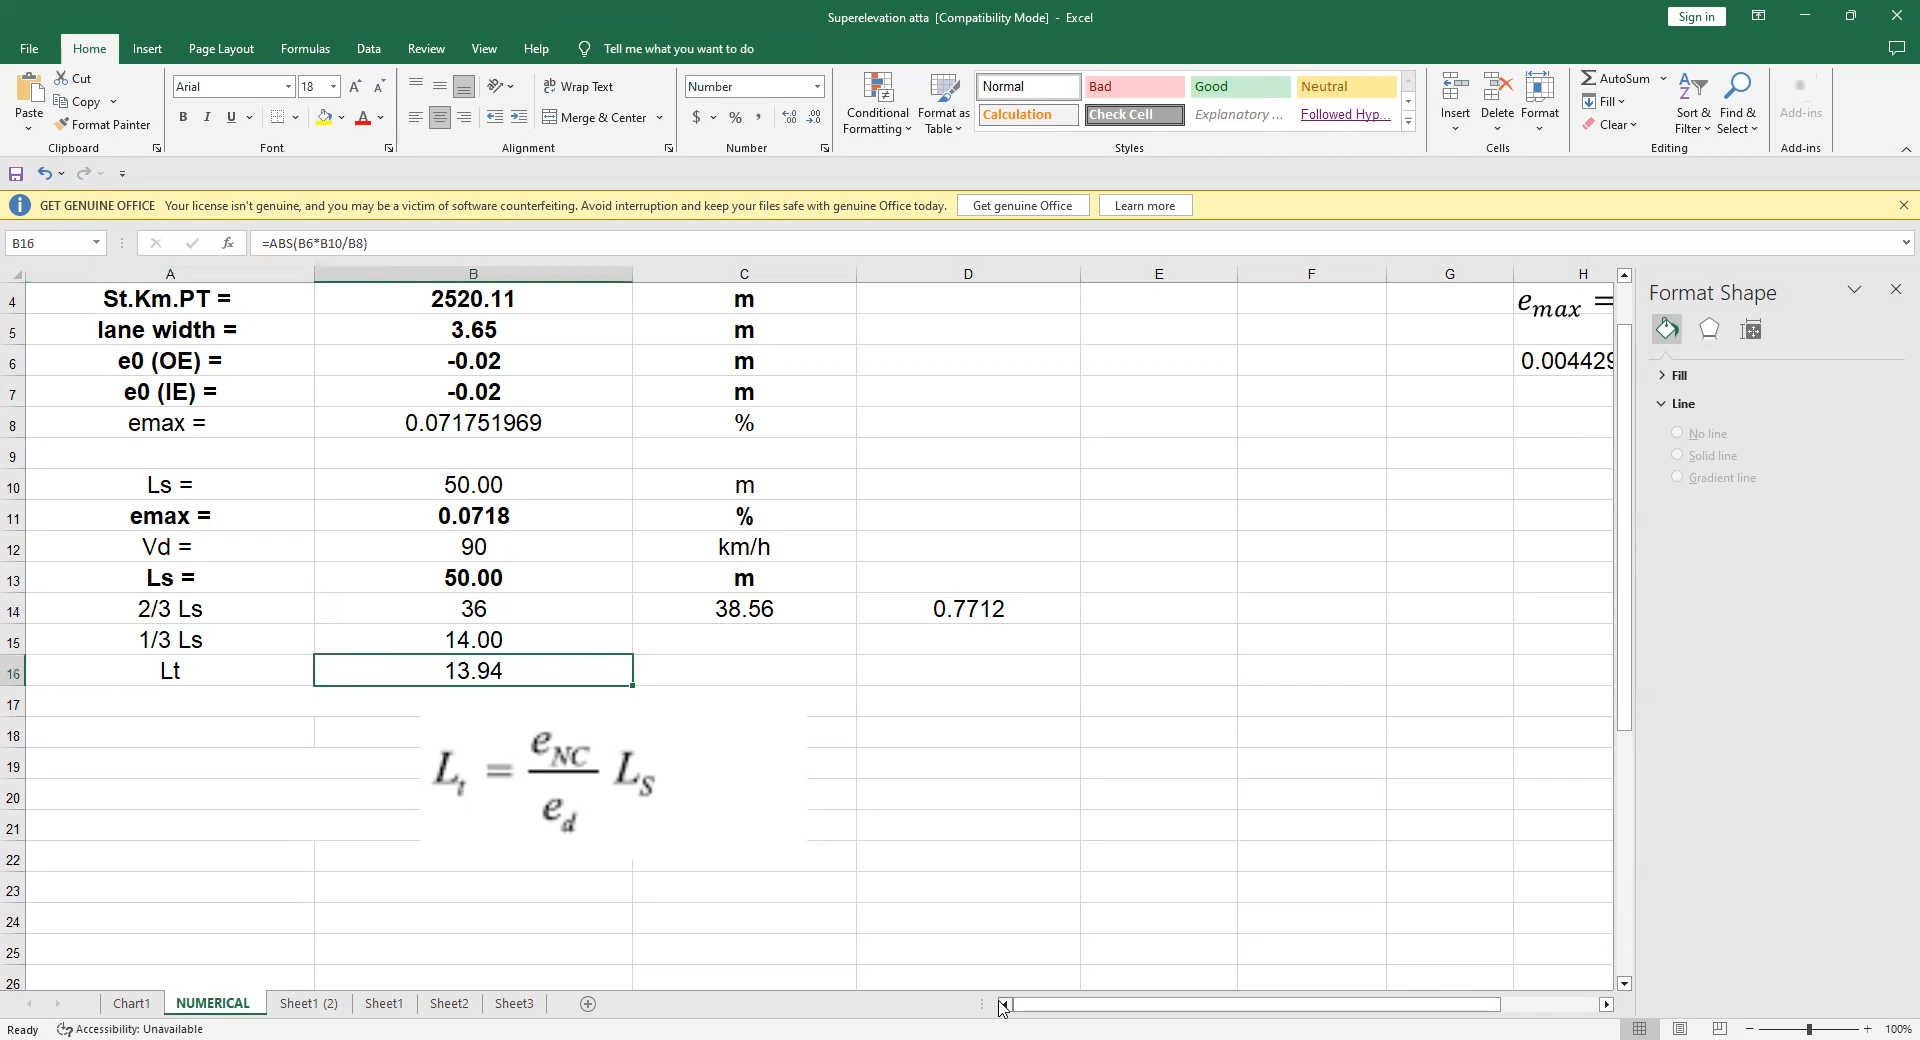 Superelevation atta [Compatibility Mode] - Excel
Sign in
File Home Insert Page Layout Formulas Data Review View Help Tell me what you want to do
Paste
Cut
Copy
Format Painter
Clipboard
Arial 18
B I U
Font
Wrap Text
Merge & Center
Alignment
Number
$ % ,
Number
Conditional Formatting
Format as Table
Normal Bad Good Neutral
Calculation Check Cell Explanatory ... Followed Hyp...
Styles
Insert Delete Format
Cells
AutoSum
Fill
Clear
Sort & Filter
Find & Select
Editing
Add-ins
Add-ins
GET GENUINE OFFICE Your license isn't genuine, and you may be a victim of software counterfeiting. Avoid interruption and keep your files safe with genuine Office today. Get genuine Office Learn more
B16 fx =ABS(B6*B10/B8)
A B C D E F G H
4 St.Km.PT = 2520.11 m e_max =
5 lane width = 3.65 m
6 e0 (OE) = -0.02 m 0.004429
7 e0 (IE) = -0.02 m
8 emax = 0.071751969 %
9
10 Ls = 50.00 m
11 emax = 0.0718 %
12 Vd = 90 km/h
13 Ls = 50.00 m
14 2/3 Ls 36 38.56 0.7712
15 1/3 Ls 14.00
16 Lt 13.94
17
18
19
20
21
22
23
24
25
26
L_t = e_NC / e_d L_S
Format Shape
Fill
Line
No line
Solid line
Gradient line
Chart1 NUMERICAL Sheet1 (2) Sheet1 Sheet2 Sheet3
Ready Accessibility: Unavailable 100%